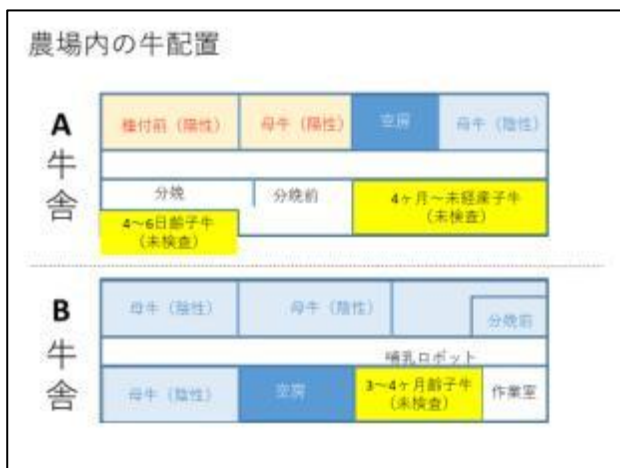 農場内の牛配置
A牛舎
種付前（陽性）
母牛（陽性）
空房
母牛（陰性）
分娩
分娩前
4ヶ月～未経産子牛
(未検査)
4～6日齢子牛
(未検査)
B牛舎
母牛（陰性）
母牛（陰性）
分娩前
哺乳ロボット
母牛（陰性）
空房
3～4ヶ月齢子牛
(未検査)
作業室